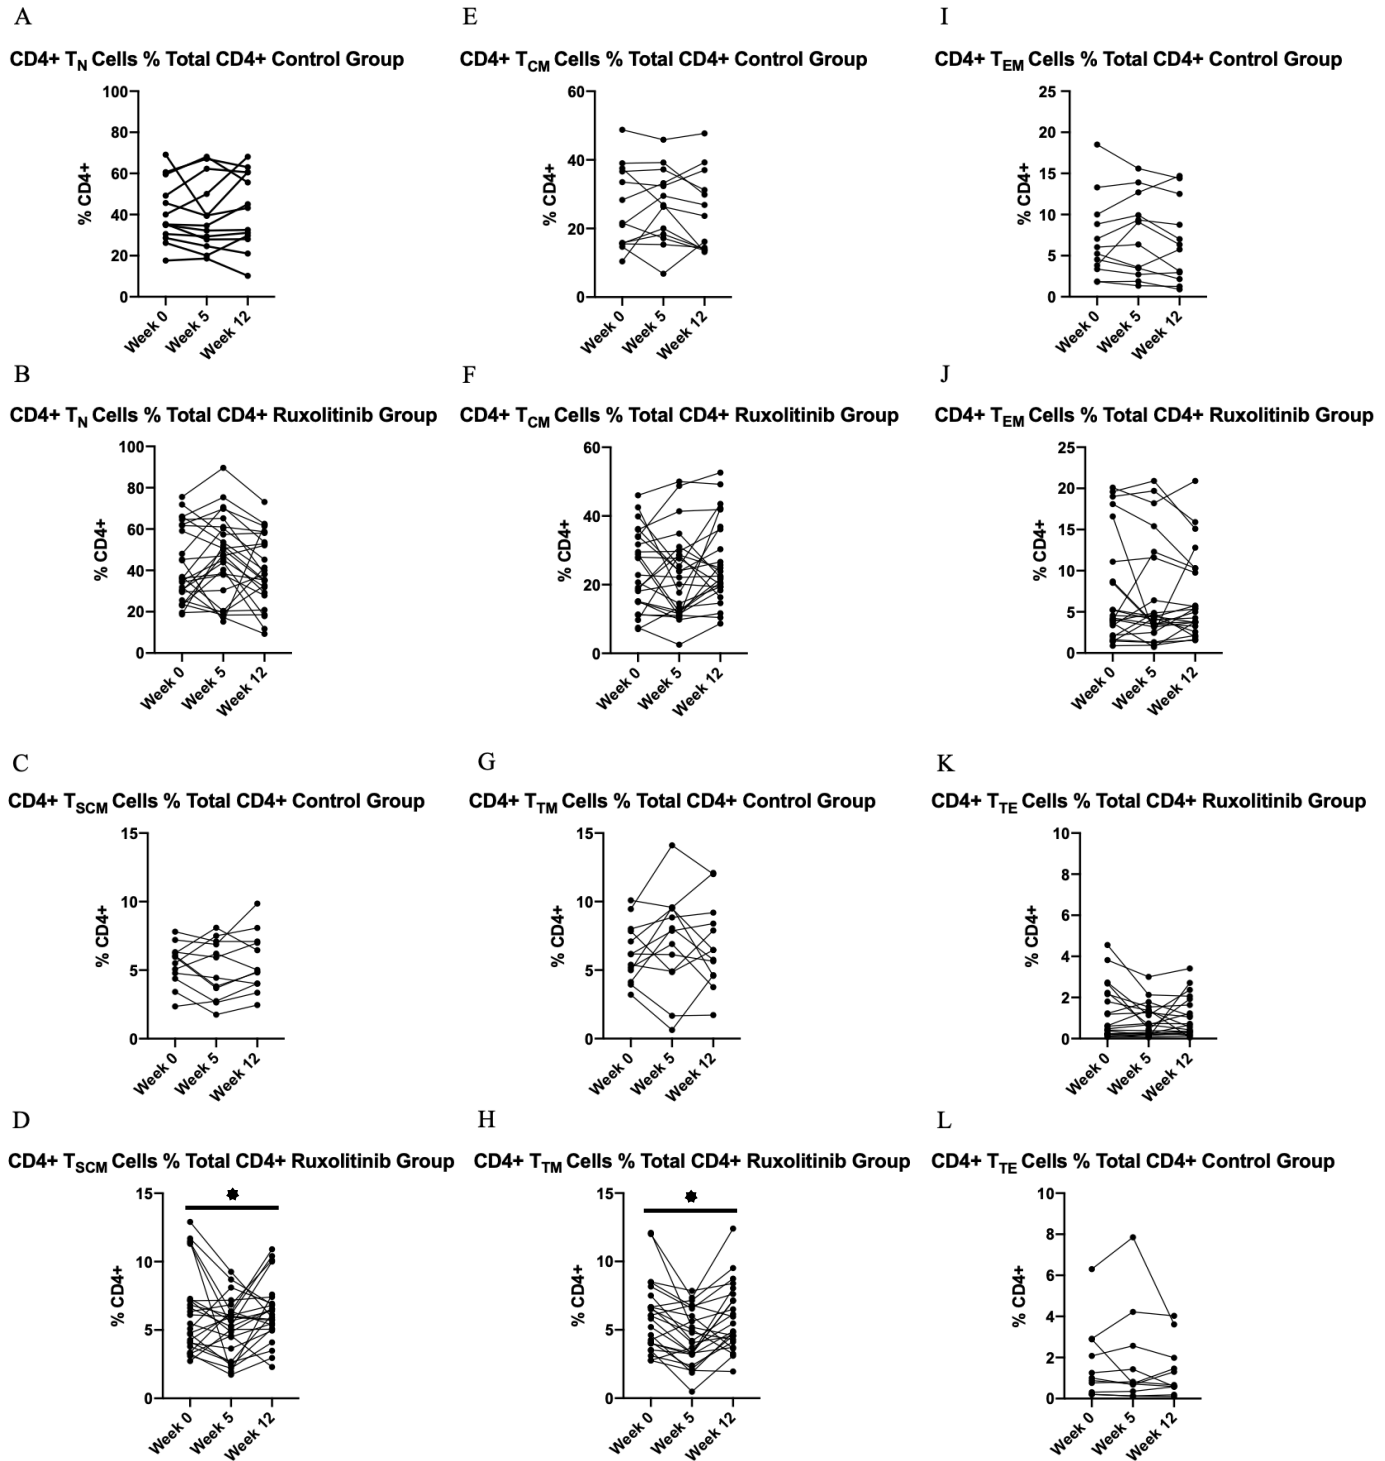 A
CD4+ TN Cells % Total CD4+ Control Group
100
80
60
40
20
0
% CD4+
Week 0
Week 5
Week 12
E
CD4+ TCM Cells % Total CD4+ Control Group
60
40
20
0
% CD4+
Week 0
Week 5
Week 12
I
CD4+ TEM Cells % Total CD4+ Control Group
25
20
15
10
5
0
% CD4+
Week 0
Week 5
Week 12
B
CD4+ TN Cells % Total CD4+ Ruxolitinib Group
100
80
60
40
20
0
% CD4+
Week 0
Week 5
Week 12
F
CD4+ TCM Cells % Total CD4+ Ruxolitinib Group
60
40
20
0
% CD4+
Week 0
Week 5
Week 12
J
CD4+ TEM Cells % Total CD4+ Ruxolitinib Group
25
20
15
10
5
0
% CD4+
Week 0
Week 5
Week 12
C
CD4+ TSCM Cells % Total CD4+ Control Group
15
10
5
0
% CD4+
Week 0
Week 5
Week 12
G
CD4+ TTM Cells % Total CD4+ Control Group
15
10
5
0
% CD4+
Week 0
Week 5
Week 12
K
CD4+ TTE Cells % Total CD4+ Ruxolitinib Group
10
8
6
4
2
0
% CD4+
Week 0
Week 5
Week 12
D
CD4+ TSCM Cells % Total CD4+ Ruxolitinib Group
15
10
5
0
% CD4+
Week 0
Week 5
Week 12
H
CD4+ TTM Cells % Total CD4+ Ruxolitinib Group
15
10
5
0
% CD4+
Week 0
Week 5
Week 12
L
CD4+ TTE Cells % Total CD4+ Control Group
10
8
6
4
2
0
% CD4+
Week 0
Week 5
Week 12